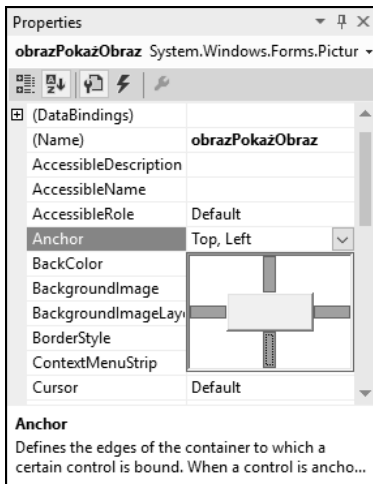 Properties
obrazPokażObraz System.Windows.Forms.Pictur
(DataBindings)
(Name) obrazPokażObraz
AccessibleDescription
AccessibleName
AccessibleRole Default
Anchor Top, Left
BackColor
BackgroundImage
BackgroundImageLay
BorderStyle
ContextMenuStrip
Cursor Default
Anchor
Defines the edges of the container to which a
certain control is bound. When a control is ancho...